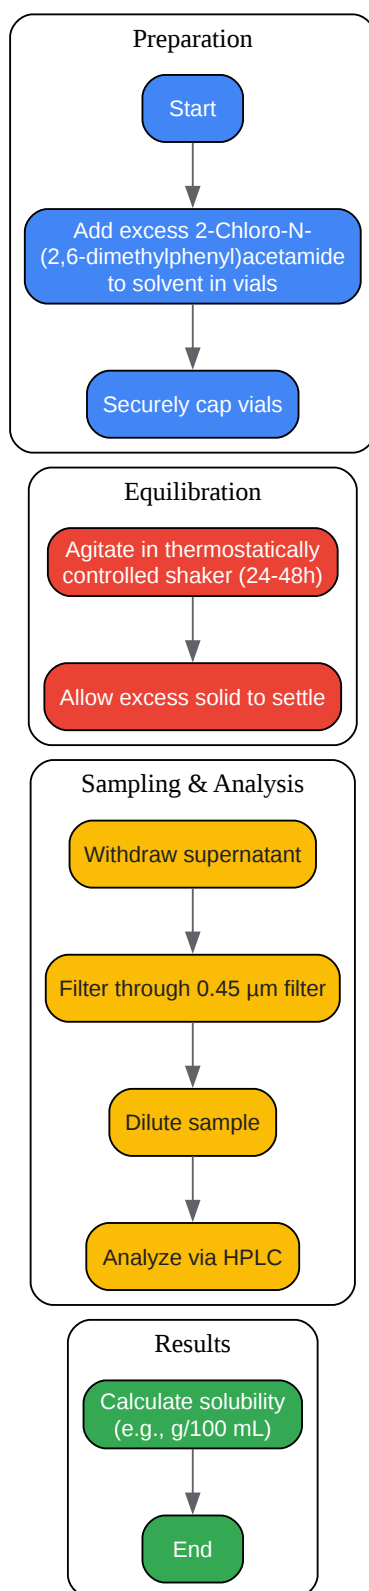 Preparation
Start
Add excess 2-Chloro-N-
(2,6-dimethylphenyl)acetamide
to solvent in vials
Securely cap vials
Equilibration
Agitate in thermostatically
controlled shaker (24-48h)
Allow excess solid to settle
Sampling & Analysis
Withdraw supernatant
Filter through 0.45 µm filter
Dilute sample
Analyze via HPLC
Results
Calculate solubility
(e.g., g/100 mL)
End